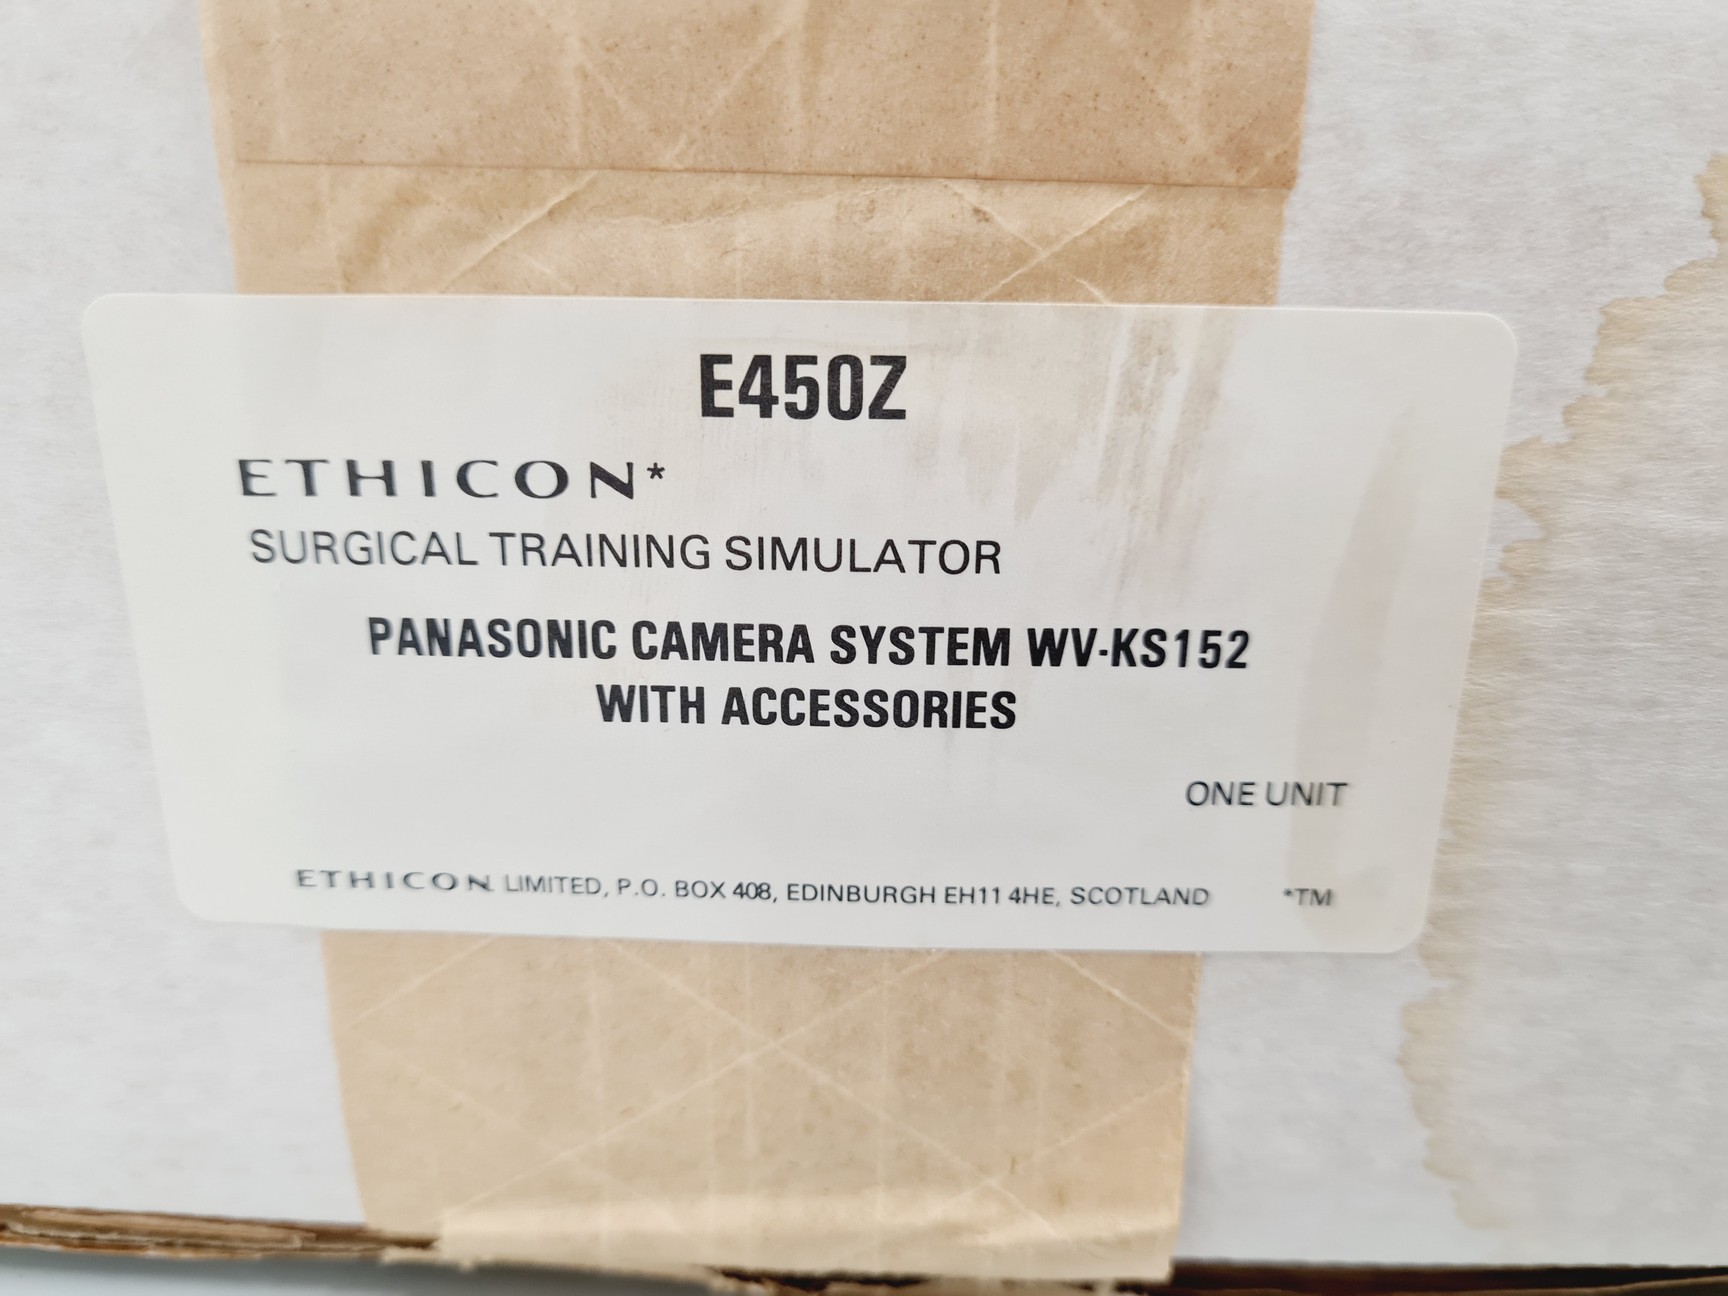 E450Z
ETHICON*
SURGICAL TRAINING SIMULATOR
PANASONIC CAMERA SYSTEM WV-KS152
WITH ACCESSORIES
ONE UNIT
ETHICON LIMITED, P.O. BOX 408, EDINBURGH EH11 4HE, SCOTLAND *TM